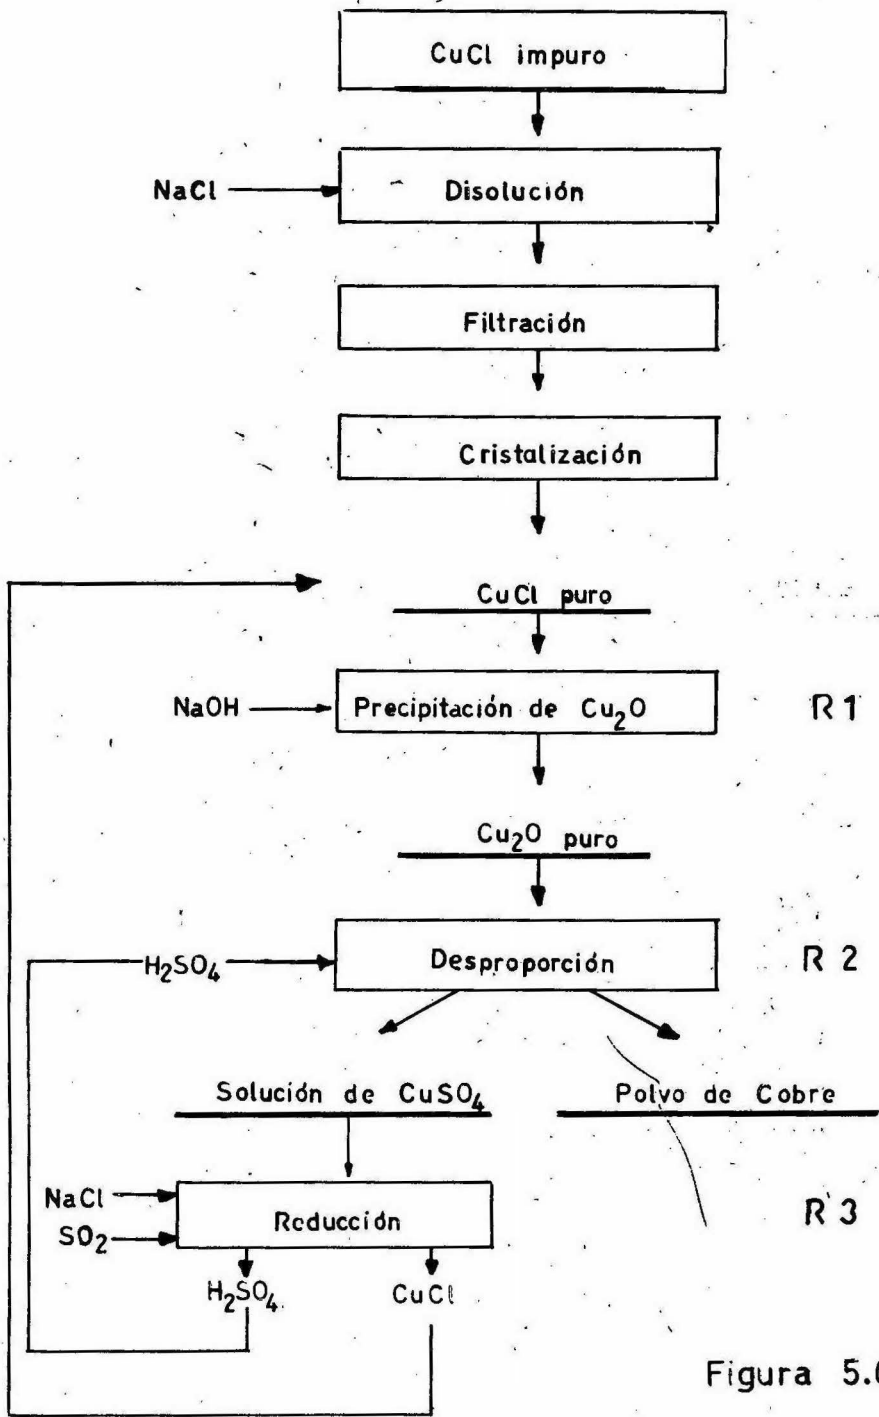 CuCl impuro
NaCl
Disolución
Filtración
Cristalización
CuCl puro
NaOH
Precipitación de Cu₂O
R1
Cu₂O puro
H₂SO₄
Desproporción
R 2
Solución de CuSO₄
Polvo de Cobre
NaCl
SO₂
Reducción
R 3
H₂SO₄
CuCl
Figura 5.